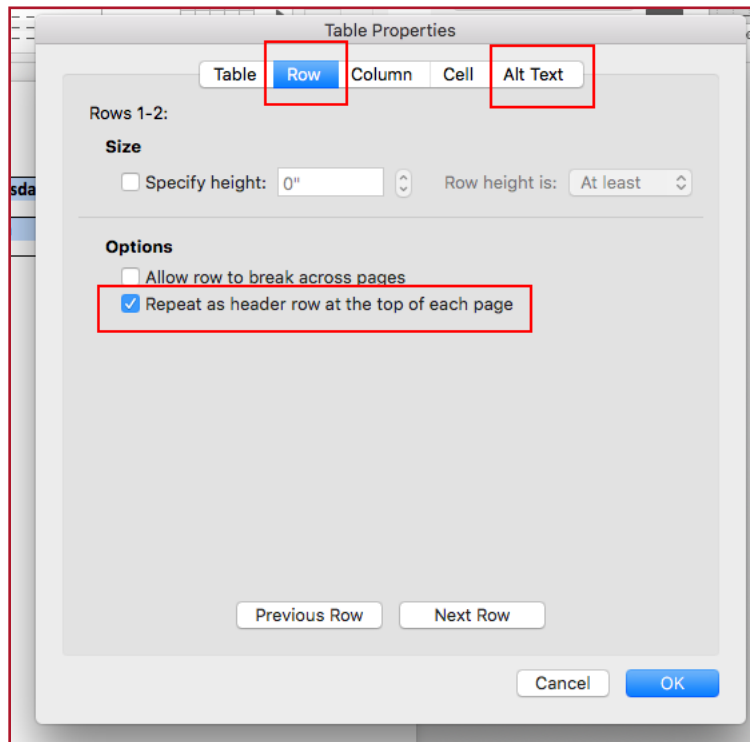 Table Properties
Table Row Column Cell Alt Text
Rows 1-2:
Size
Specify height: 0" Row height is: At least
Options
Allow row to break across pages
Repeat as header row at the top of each page
Previous Row Next Row
Cancel OK